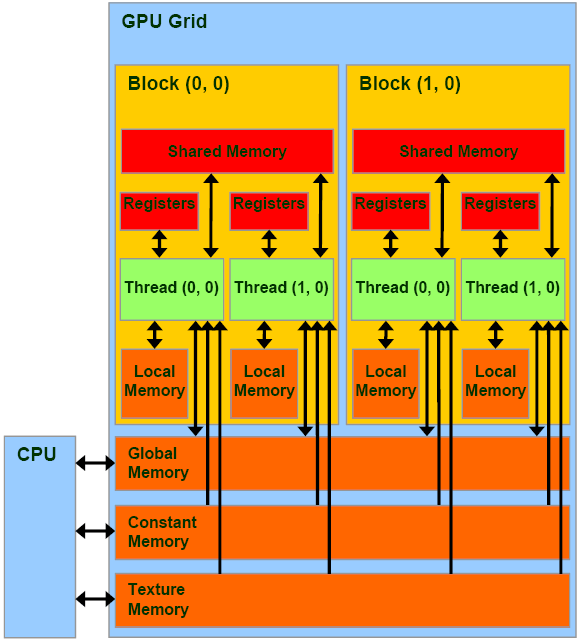 GPU Grid
Block (0, 0)
Shared Memory
Registers
Registers
Thread (0, 0)
Thread (1, 0)
Local
Memory
Local
Memory
Block (1, 0)
Shared Memory
Registers
Registers
Thread (0, 0)
Thread (1, 0)
Local
Memory
Local
Memory
CPU
Global
Memory
Constant
Memory
Texture
Memory